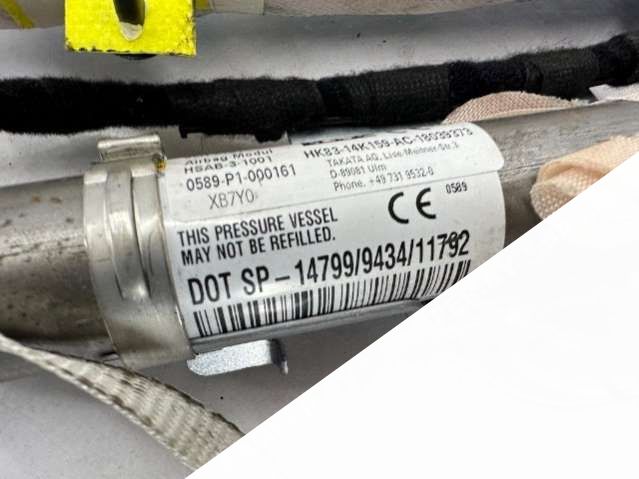 Airbag Modul
HSAB-3-1001
0589-P1-000161
XB7Y0
HK83-14K159-AC-18039373
TAKATA AG, Lise-Meitner-Str.3
D-89081 Ulm
Phone. +49 731 9532-0
CE
0589
THIS PRESSURE VESSEL
MAY NOT BE REFILLED.
DOT SP-14799/9434/11792